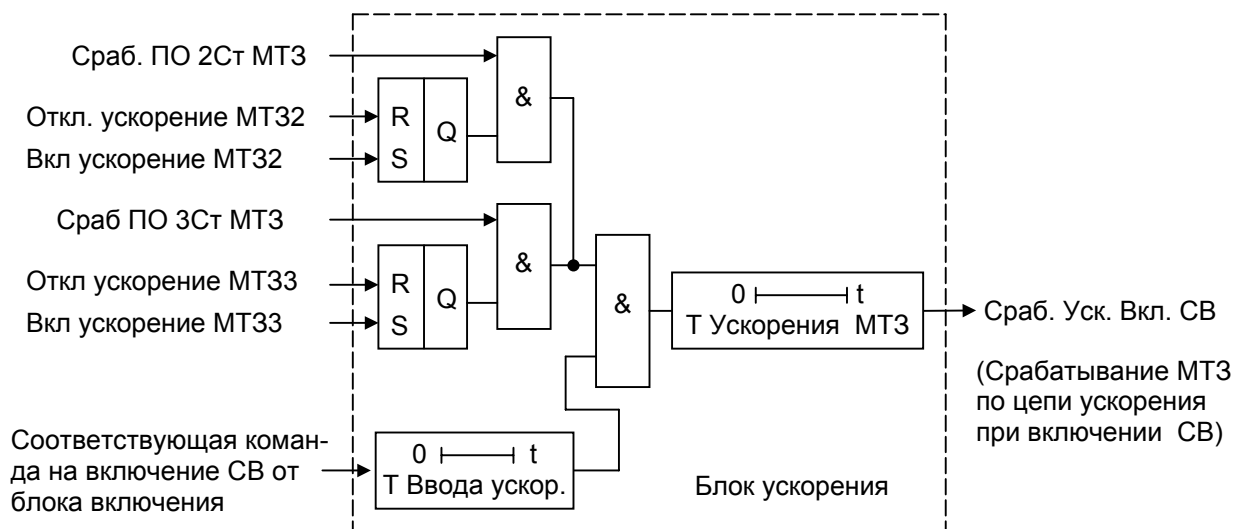 Сраб. ПО 2Ст МТЗ
&
Откл. ускорение МТЗ2
R
Q
Вкл ускорение МТЗ2
S
Сраб ПО 3Ст МТЗ
&
Откл ускорение МТЗ3
R
Q
Вкл ускорение МТЗ3
S
&
0 t
Т Ускорения МТЗ
Сраб. Уск. Вкл. СВ
(Срабатывание МТЗ
по цепи ускорения
при включении СВ)
Соответствующая коман-
да на включение СВ от
блока включения
0 t
Т Ввода ускор.
Блок ускорения